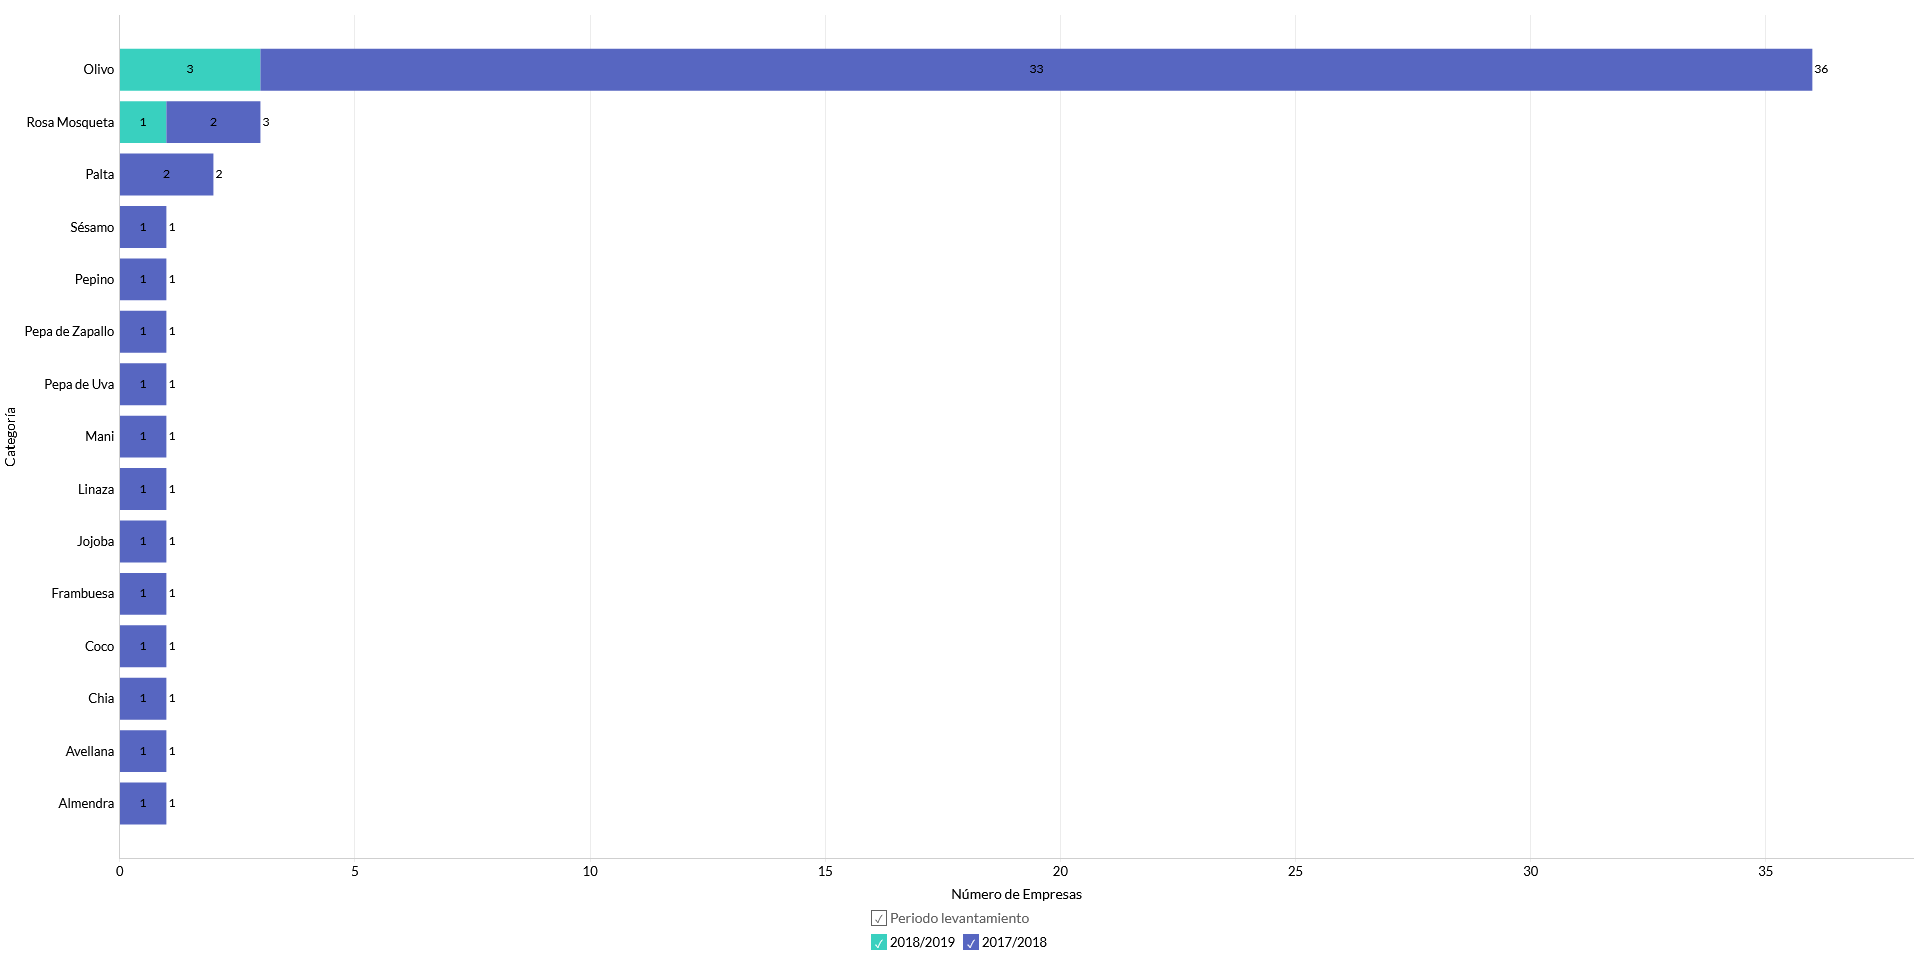 Olivo 3 33 36
Rosa Mosqueta 1 2 3
Palta 2 2
Sésamo 1 1
Pepino 1 1
Pepa de Zapallo 1 1
Pepa de Uva 1 1
Mani 1 1
Linaza 1 1
Jojoba 1 1
Frambuesa 1 1
Coco 1 1
Chia 1 1
Avellana 1 1
Almendra 1 1
Categoría
0 5 10 15 20 25 30 35
Número de Empresas
Periodo levantamiento
2018/2019 2017/2018